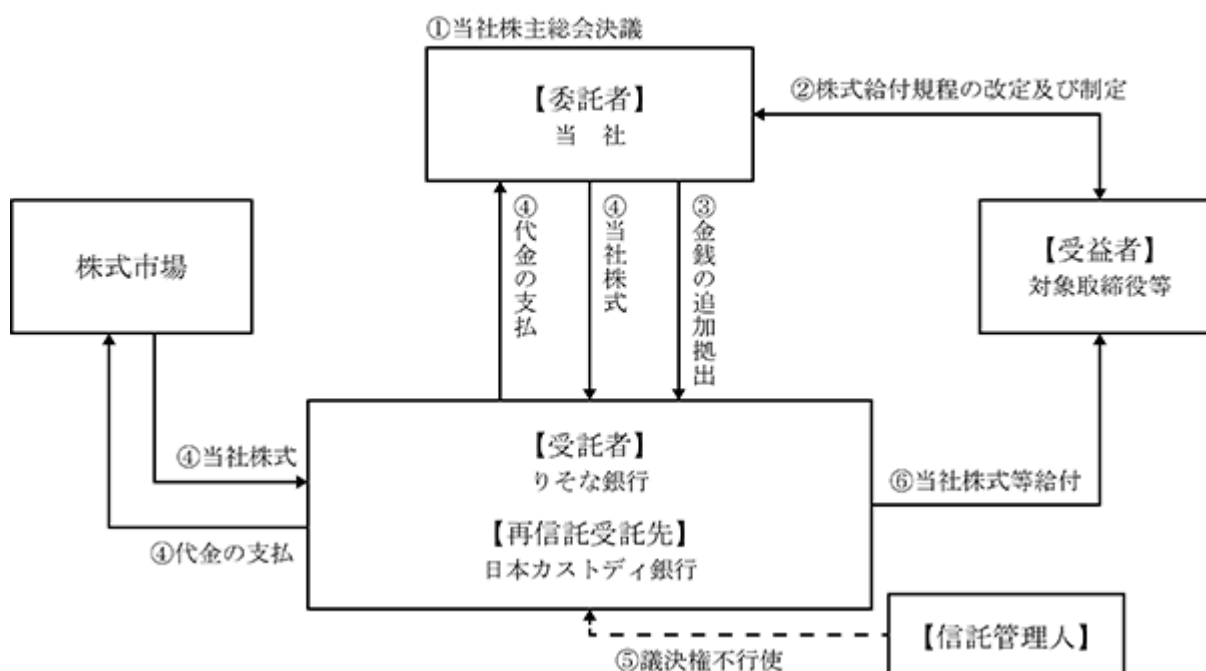 ①当社株主総会決議
【委託者】
当　社
②株式給付規程の改定及び制定
株式市場
④代金の支払
④当社株式
③金銭の追加拠出
【受益者】
対象取締役等
④当社株式
④代金の支払
【受託者】
りそな銀行
【再信託受託先】
日本カストディ銀行
⑥当社株式等給付
⑤議決権不行使
【信託管理人】